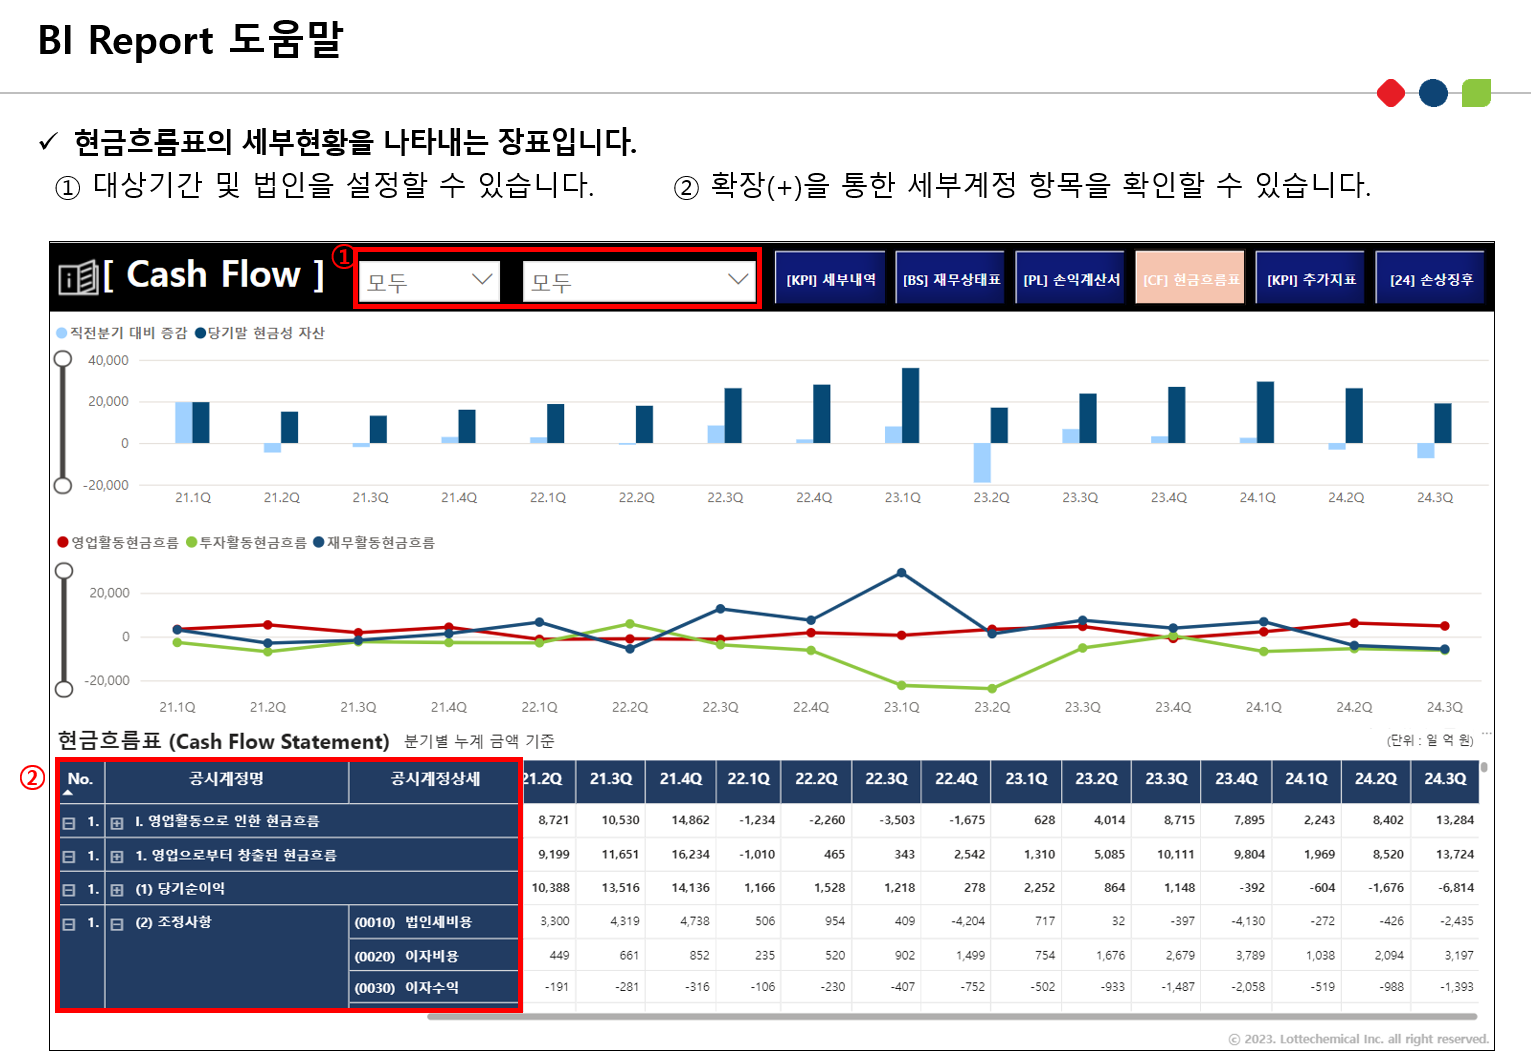 BI Report 도움말
✓ 현금흐름표의 세부현황을 나타내는 장표입니다.
① 대상기간 및 법인을 설정할 수 있습니다. ② 확장(+)을 통한 세부계정 항목을 확인할 수 있습니다.
[ Cash Flow ] ① 모두 모두 [KPI] 세부내역 [BS] 재무상태표 [PL] 손익계산서 [CF] 현금흐름표 [KPI] 추가지표 [24] 손상징후
직전분기 대비 증감 당기말 현금성 자산
40,000
20,000
0
-20,000
21.1Q 21.2Q 21.3Q 21.4Q 22.1Q 22.2Q 22.3Q 22.4Q 23.1Q 23.2Q 23.3Q 23.4Q 24.1Q 24.2Q 24.3Q
영업활동현금흐름 투자활동현금흐름 재무활동현금흐름
20,000
0
-20,000
21.1Q 21.2Q 21.3Q 21.4Q 22.1Q 22.2Q 22.3Q 22.4Q 23.1Q 23.2Q 23.3Q 23.4Q 24.1Q 24.2Q 24.3Q
현금흐름표 (Cash Flow Statement) 분기별 누계 금액 기준 (단위 : 일 억 원)
② No. 공시계정명 공시계정상세 21.2Q 21.3Q 21.4Q 22.1Q 22.2Q 22.3Q 22.4Q 23.1Q 23.2Q 23.3Q 23.4Q 24.1Q 24.2Q 24.3Q
1. I. 영업활동으로 인한 현금흐름 8,721 10,530 14,862 -1,234 -2,260 -3,503 -1,675 628 4,014 8,715 7,895 2,243 8,402 13,284
1. 1. 영업으로부터 창출된 현금흐름 9,199 11,651 16,234 -1,010 465 343 2,542 1,310 5,085 10,111 9,804 1,969 8,520 13,724
1. (1) 당기순이익 10,388 13,516 14,136 1,166 1,528 1,218 278 2,252 864 1,148 -392 -604 -1,676 -6,814
1. (2) 조정사항 (0010) 법인세비용 3,300 4,319 4,738 506 954 409 -4,204 717 32 -397 -4,130 -272 -426 -2,435
(0020) 이자비용 449 661 852 235 520 902 1,499 754 1,676 2,679 3,789 1,038 2,094 3,197
(0030) 이자수익 -191 -281 -316 -106 -230 -407 -752 -502 -933 -1,487 -2,058 -519 -988 -1,393
© 2023. Lottechemical Inc. all right reserved.